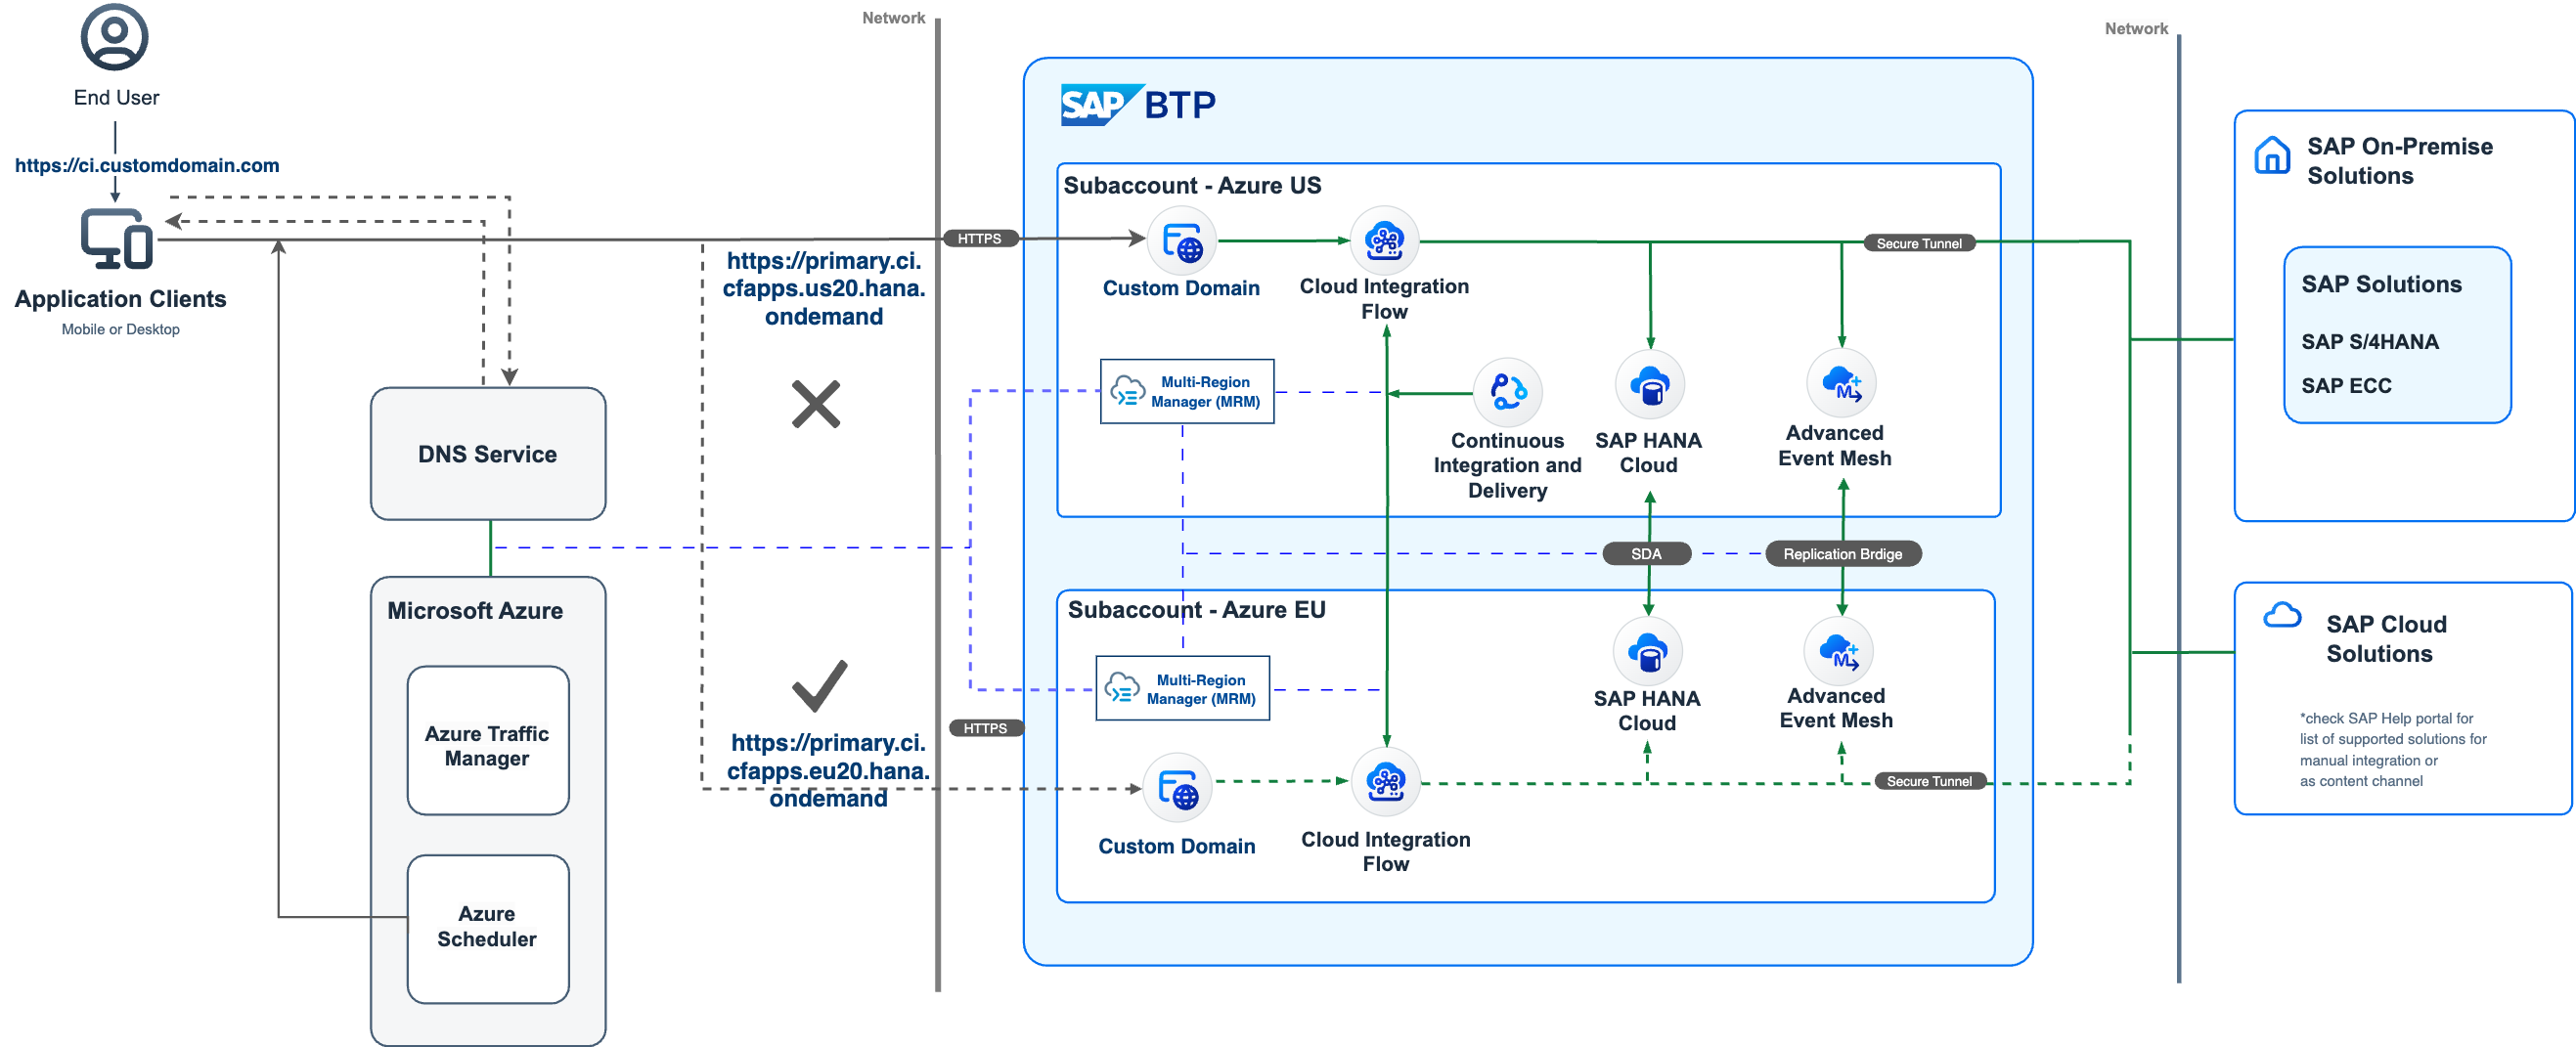 Network
Network
End User
https://ci.customdomain.com
Application Clients
Mobile or Desktop
DNS Service
Microsoft Azure
Azure Traffic
Manager
Azure
Scheduler
HTTPS
https://primary.ci.
cfapps.us20.hana.
ondemand
HTTPS
https://primary.ci.
cfapps.eu20.hana.
ondemand
SAP BTP
Subaccount - Azure US
Custom Domain
Cloud Integration
Flow
Secure Tunnel
Multi-Region
Manager (MRM)
Continuous
Integration and
Delivery
SAP HANA
Cloud
Advanced
Event Mesh
SDA
Replication Brdige
Subaccount - Azure EU
Multi-Region
Manager (MRM)
SAP HANA
Cloud
Advanced
Event Mesh
Custom Domain
Cloud Integration
Flow
Secure Tunnel
SAP On-Premise
Solutions
SAP Solutions
SAP S/4HANA
SAP ECC
SAP Cloud
Solutions
*check SAP Help portal for
list of supported solutions for
manual integration or
as content channel